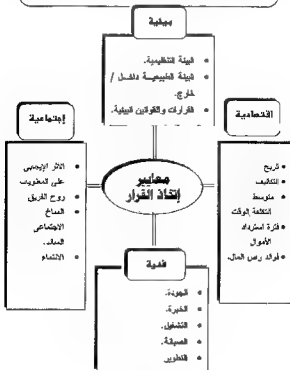 بيئية
البيئة التنظيمية.
البيئة الطبيعية داخل /
خارج.
القرارات والقوانين البيئية.
اقتصادية
الربح
التكاليف
متوسط
التكلفة الوقت
فترة استرداد
الأموال
فوائد رأس المال.
معايير
إتخاذ القرار
إجتماعية
الأثر الإيجابي
على المعنويات
روح الفريق
المناخ
الاجتماعي
السائد.
الانتماء
فنية
الجودة.
الخبرة.
التشغيل.
الصيانة.
التطوير